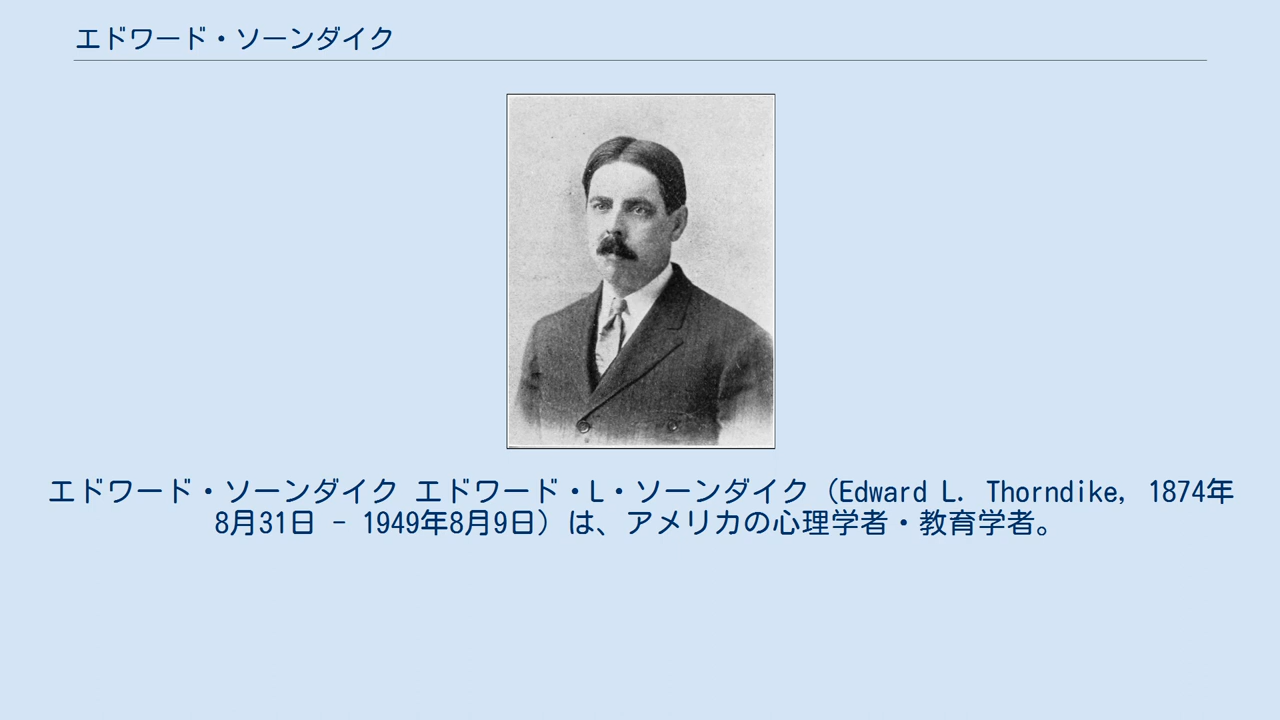 エドワード・ソーンダイク
エドワード・ソーンダイク エドワード・L・ソーンダイク（Edward L. Thorndike, 1874年
8月31日 - 1949年8月9日）は、アメリカの心理学者・教育学者。